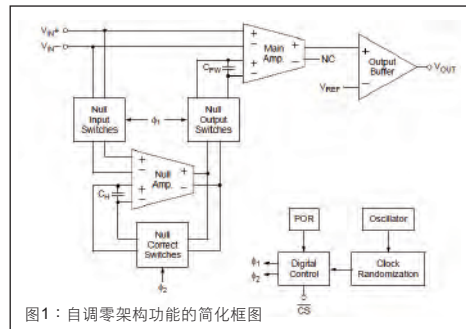 VIN+
VIN−
Main
Amp.
NC
CFW
Output
Buffer
VOUT
VREF
Null
Input
Switches
ϕ1
Null
Output
Switches
Null
Amp.
CH
Null
Correct
Switches
ϕ2
POR
Oscillator
ϕ1
ϕ2
Digital
Control
Clock
Randomization
CS
图1：自调零架构功能的简化框图